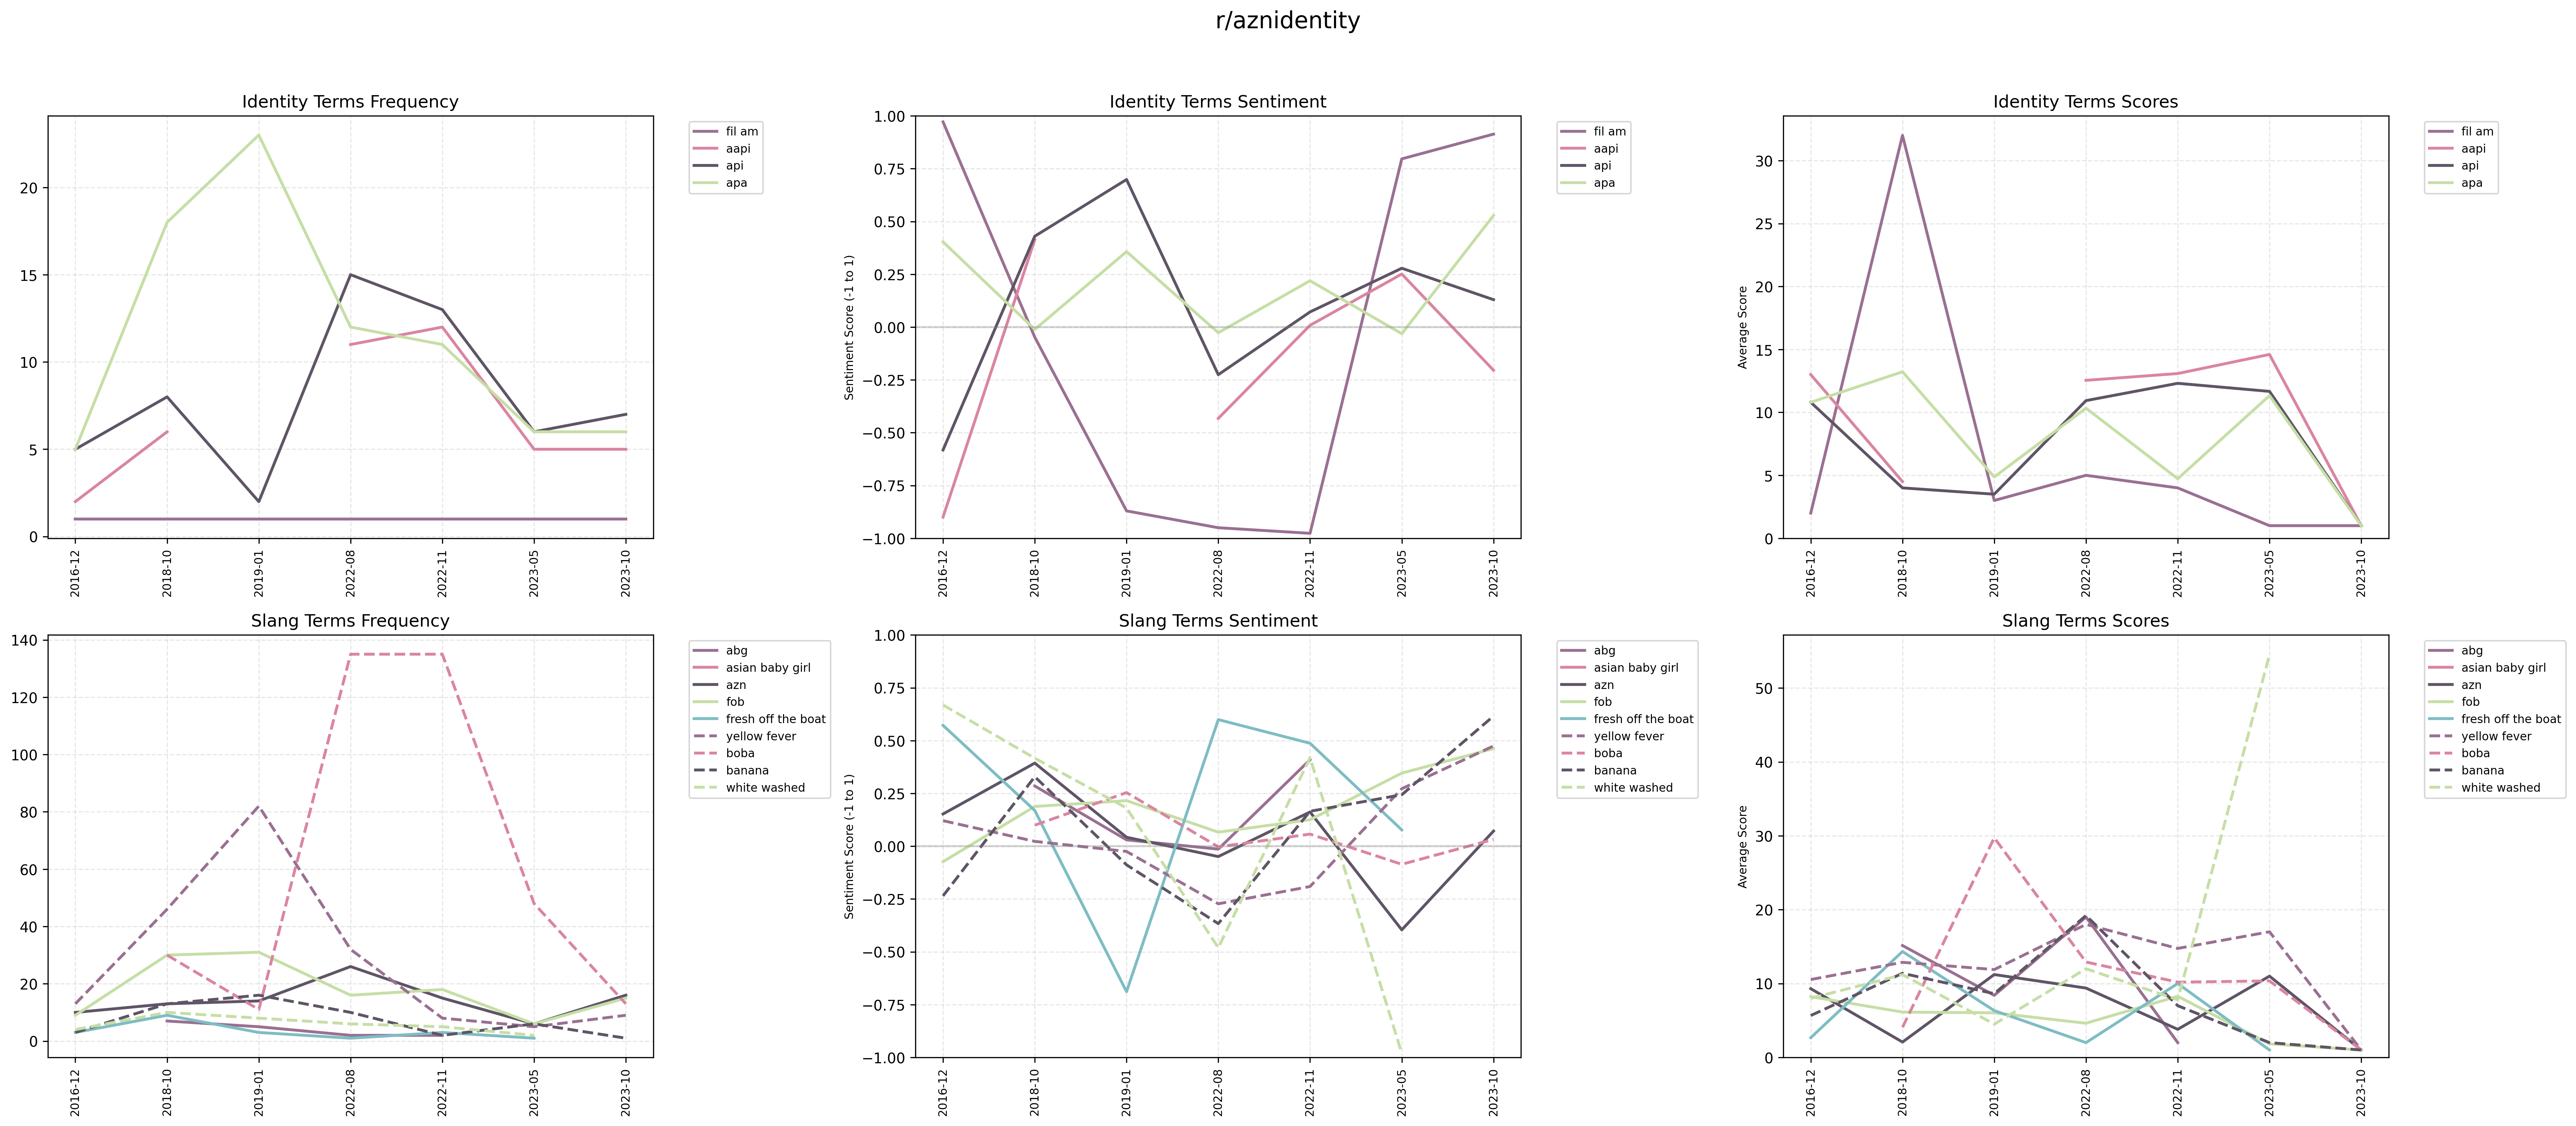 r/aznidentity
Identity Terms Frequency
20
15
10
5
0
2016-12
2018-10
2019-01
2022-08
2022-11
2023-05
2023-10
fil am
aapi
api
apa
Identity Terms Sentiment
Sentiment Score (-1 to 1)
1.00
0.75
0.50
0.25
0.00
−0.25
−0.50
−0.75
−1.00
2016-12
2018-10
2019-01
2022-08
2022-11
2023-05
2023-10
fil am
aapi
api
apa
Identity Terms Scores
Average Score
30
25
20
15
10
5
0
2016-12
2018-10
2019-01
2022-08
2022-11
2023-05
2023-10
fil am
aapi
api
apa
Slang Terms Frequency
140
120
100
80
60
40
20
0
2016-12
2018-10
2019-01
2022-08
2022-11
2023-05
2023-10
abg
asian baby girl
azn
fob
fresh off the boat
yellow fever
boba
banana
white washed
Slang Terms Sentiment
Sentiment Score (-1 to 1)
1.00
0.75
0.50
0.25
0.00
−0.25
−0.50
−0.75
−1.00
2016-12
2018-10
2019-01
2022-08
2022-11
2023-05
2023-10
abg
asian baby girl
azn
fob
fresh off the boat
yellow fever
boba
banana
white washed
Slang Terms Scores
Average Score
50
40
30
20
10
0
2016-12
2018-10
2019-01
2022-08
2022-11
2023-05
2023-10
abg
asian baby girl
azn
fob
fresh off the boat
yellow fever
boba
banana
white washed